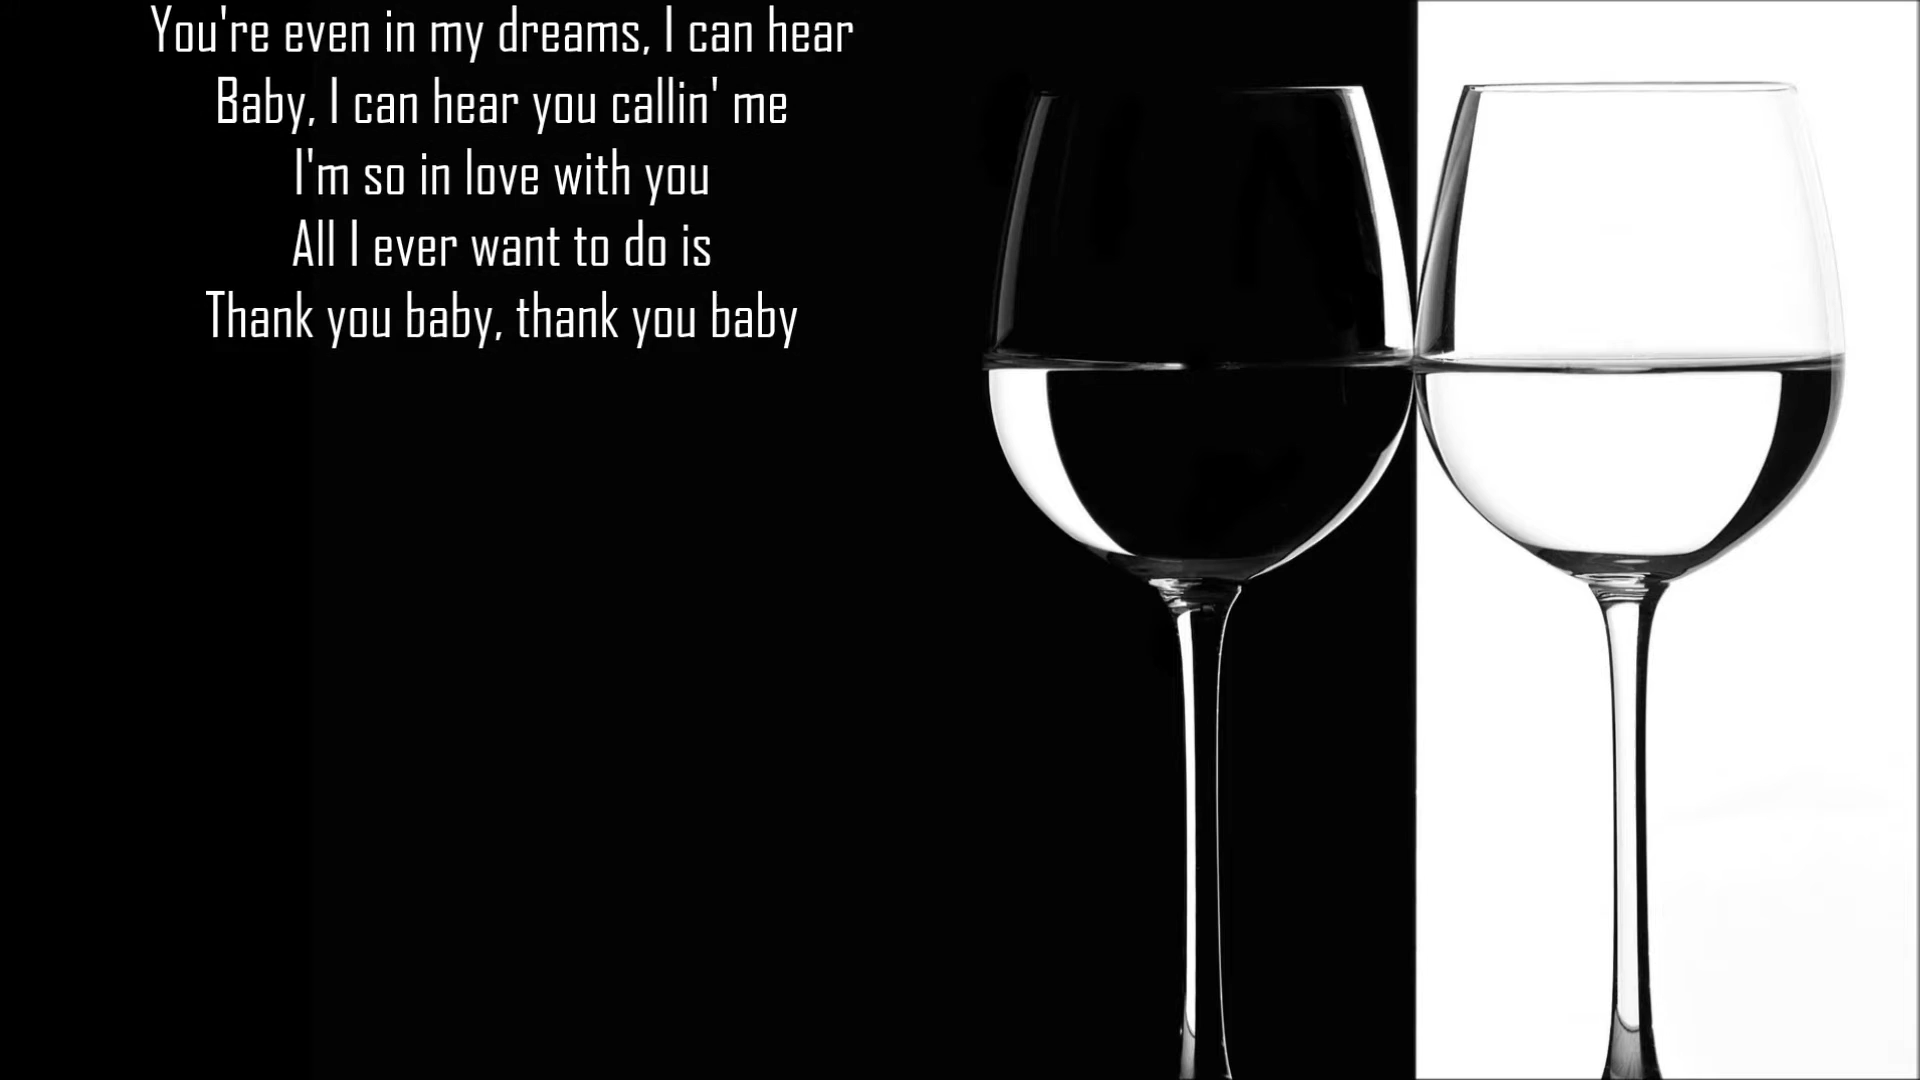 You're even in my dreams, I can hear
Baby, I can hear you callin' me
I'm so in love with you
All I ever want to do is
Thank you baby, thank you baby